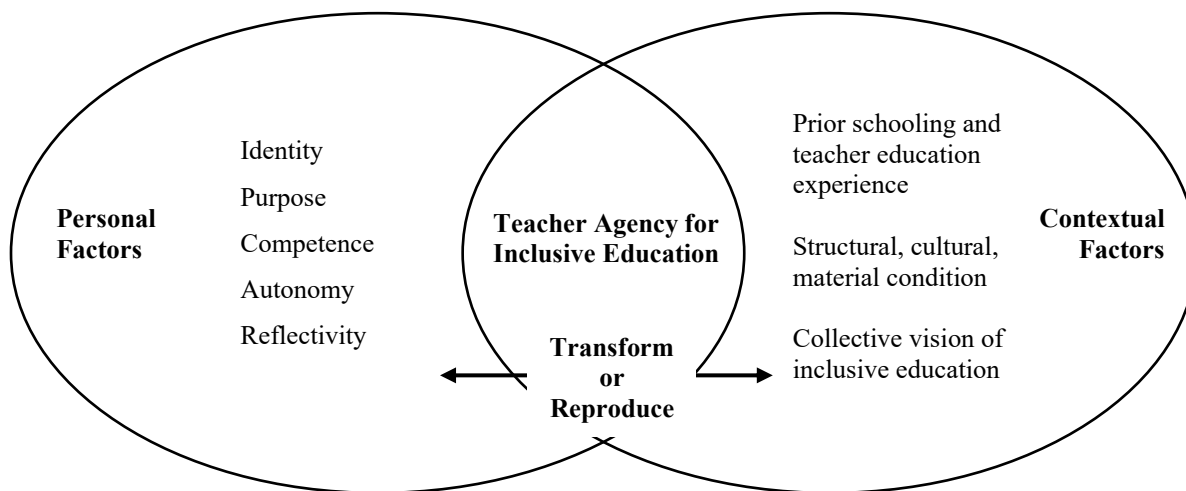 Personal
Factors
Identity
Purpose
Competence
Autonomy
Reflectivity
Teacher Agency for
Inclusive Education
Transform
or
Reproduce
Prior schooling and
teacher education
experience
Structural, cultural,
material condition
Collective vision of
inclusive education
Contextual
Factors